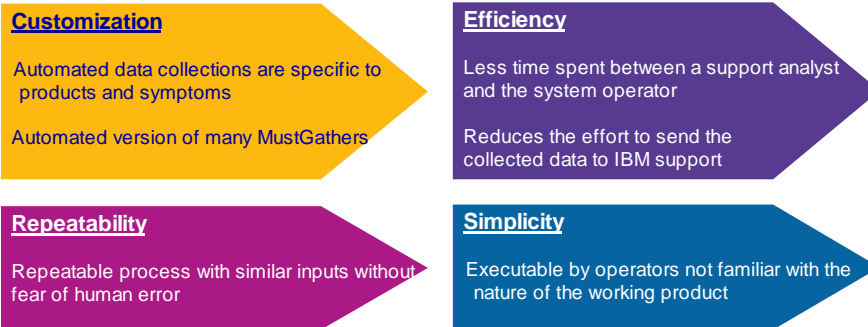 Customization
Automated data collections are specific to
products and symptoms
Automated version of many MustGathers
Efficiency
Less time spent between a support analyst
and the system operator
Reduces the effort to send the
collected data to IBM support
Repeatability
Repeatable process with similar inputs without
fear of human error
Simplicity
Executable by operators not familiar with the
nature of the working product